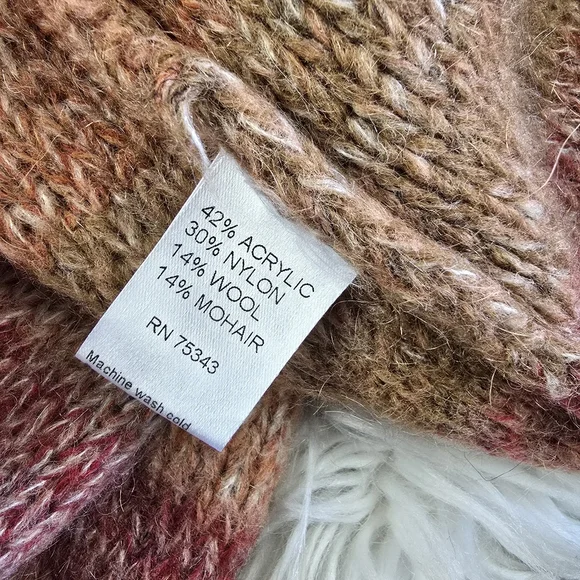 42% ACRYLIC
30% NYLON
14% WOOL
14% MOHAIR
RN 75343
Machine wash cold